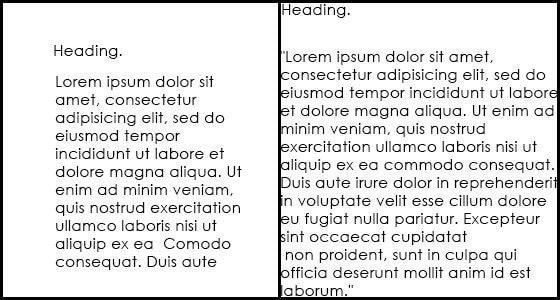 Heading.
Lorem ipsum dolor sit
amet, consectetur
adipisicing elit, sed do
eiusmod tempor
incididunt ut labore et
dolore magna aliqua. Ut
enim ad minim veniam,
quis nostrud exercitation
ullamco laboris nisi ut
aliquip ex ea  Comodo
consequat. Duis aute
Heading.
"Lorem ipsum dolor sit amet,
consectetur adipisicing elit, sed do
eiusmod tempor incididunt ut labore
et dolore magna aliqua. Ut enim ad
minim veniam, quis nostrud
exercitation ullamco laboris nisi ut
aliquip ex ea commodo consequat.
Duis aute irure dolor in reprehenderit
in voluptate velit esse cillum dolore
eu fugiat nulla pariatur. Excepteur
sint occaecat cupidatat
non proident, sunt in culpa qui
officia deserunt mollit anim id est
laborum."